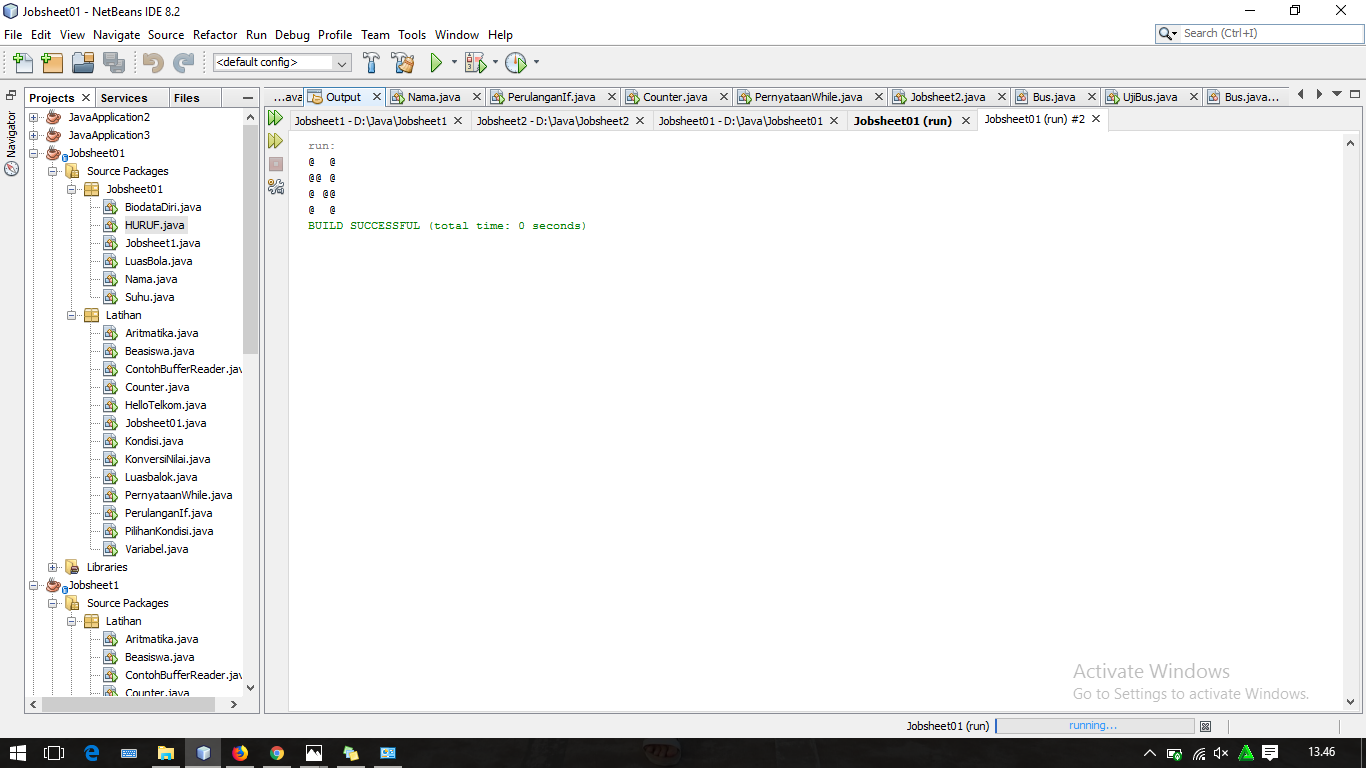 Jobsheet01 - NetBeans IDE 8.2
File Edit View Navigate Source Refactor Run Debug Profile Team Tools Window Help
Search (Ctrl+I)
<default config>
Projects Services Files
...ava Output Nama.java PerulanganIf.java Counter.java PernyataanWhile.java Jobsheet2.java Bus.java UjiBus.java Bus.java...
Navigator
Jobsheet1 - D:\Java\Jobsheet1 Jobsheet2 - D:\Java\Jobsheet2 Jobsheet01 - D:\Java\Jobsheet01 Jobsheet01 (run) Jobsheet01 (run) #2
JavaApplication2
JavaApplication3
Jobsheet01
Source Packages
Jobsheet01
BiodataDiri.java
HURUF.java
Jobsheet1.java
LuasBola.java
Nama.java
Suhu.java
Latihan
Aritmatika.java
Beasiswa.java
ContohBufferReader.jav
Counter.java
HelloTelkom.java
Jobsheet01.java
Kondisi.java
KonversiNilai.java
Luasbalok.java
PernyataanWhile.java
PerulanganIf.java
PilihanKondisi.java
Variabel.java
Libraries
Jobsheet1
Source Packages
Latihan
Aritmatika.java
Beasiswa.java
ContohBufferReader.jav
Counter.java
run:
@  @
@@ @
@ @@
@  @
BUILD SUCCESSFUL (total time: 0 seconds)
Activate Windows
Go to Settings to activate Windows.
Jobsheet01 (run) running...
13.46